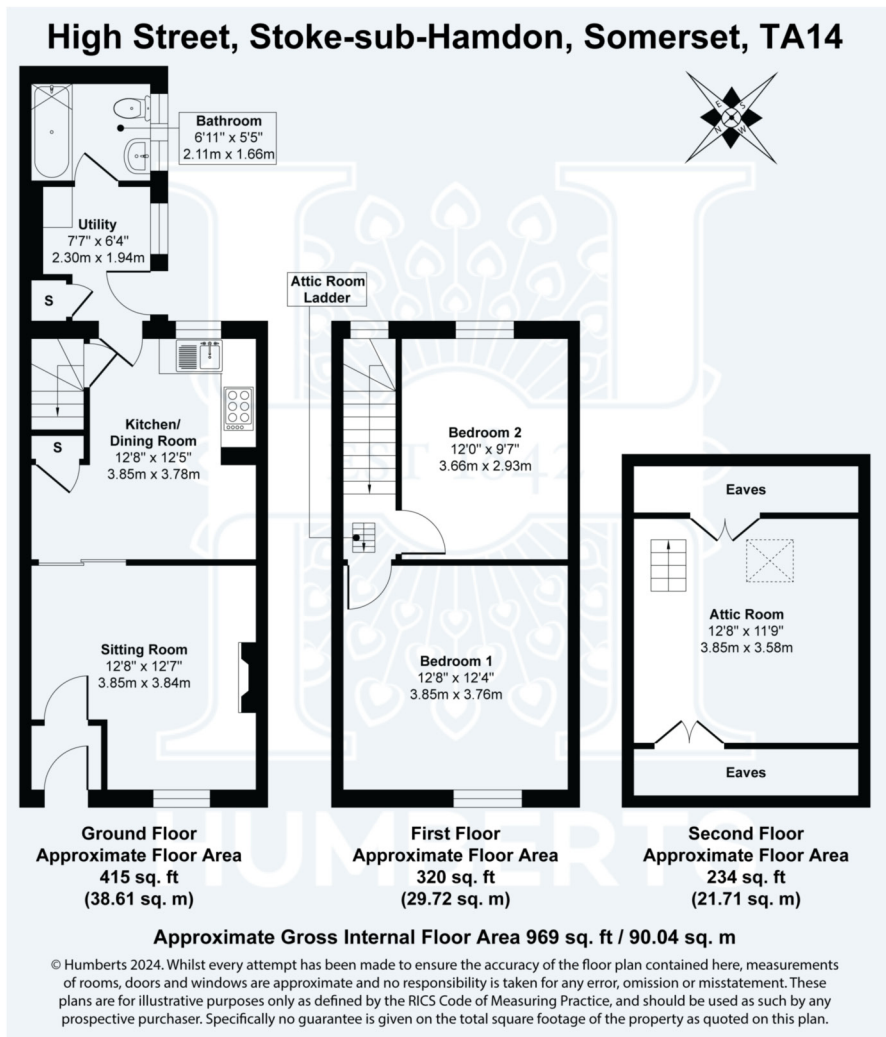 High Street, Stoke-sub-Hamdon, Somerset, TA14
E
S
N
W
Bathroom
6'11" x 5'5"
2.11m x 1.66m
Utility
7'7" x 6'4"
2.30m x 1.94m
S
Attic Room
Ladder
Kitchen/
Dining Room
12'8" x 12'5"
3.85m x 3.78m
S
Bedroom 2
12'0" x 9'7"
3.66m x 2.93m
EST 1842
Eaves
Attic Room
12'8" x 11'9"
3.85m x 3.58m
Sitting Room
12'8" x 12'7"
3.85m x 3.84m
Bedroom 1
12'8" x 12'4"
3.85m x 3.76m
Eaves
HUMBERTS
Ground Floor
Approximate Floor Area
415 sq. ft
(38.61 sq. m)
First Floor
Approximate Floor Area
320 sq. ft
(29.72 sq. m)
Second Floor
Approximate Floor Area
234 sq. ft
(21.71 sq. m)
Approximate Gross Internal Floor Area 969 sq. ft / 90.04 sq. m
© Humberts 2024. Whilst every attempt has been made to ensure the accuracy of the floor plan contained here, measurements
of rooms, doors and windows are approximate and no responsibility is taken for any error, omission or misstatement. These
plans are for illustrative purposes only as defined by the RICS Code of Measuring Practice, and should be used as such by any
prospective purchaser. Specifically no guarantee is given on the total square footage of the property as quoted on this plan.